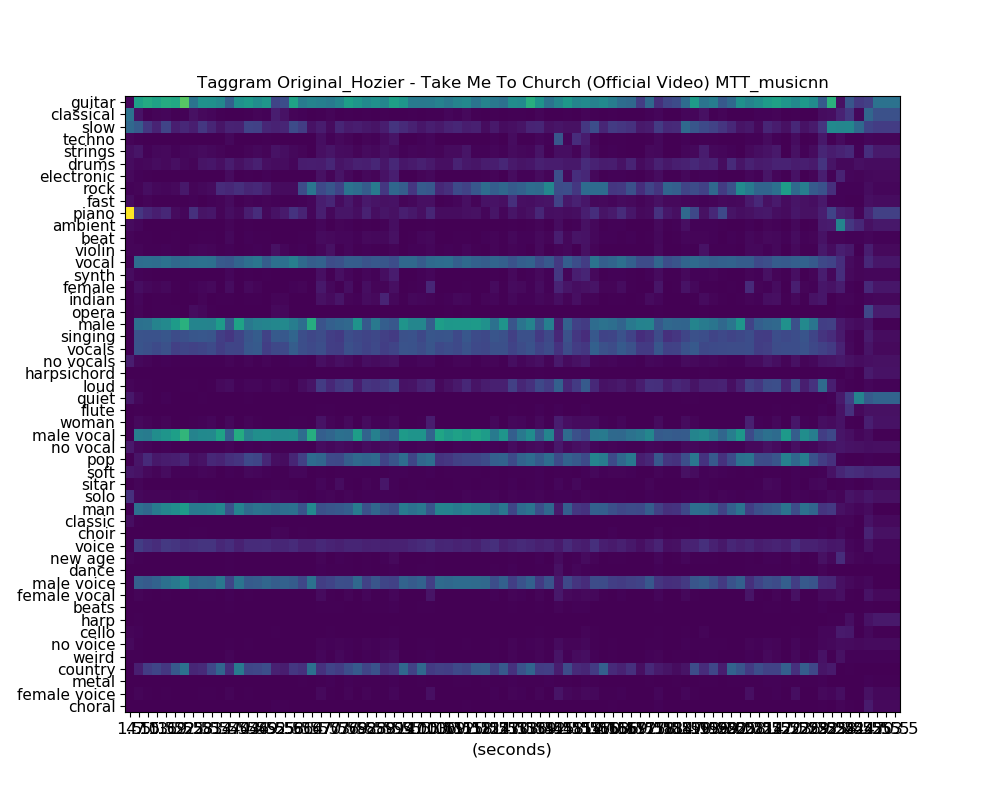 Taggram Original_Hozier - Take Me To Church (Official Video) MTT_musicnn
guitar
classical
slow
techno
strings
drums
electronic
rock
fast
piano
ambient
beat
violin
vocal
synth
female
indian
opera
male
singing
vocals
no vocals
harpsichord
loud
quiet
flute
woman
male vocal
no vocal
pop
soft
sitar
solo
man
classic
choir
voice
new age
dance
male voice
female vocal
beats
harp
cello
no voice
weird
country
metal
female voice
choral
(seconds)